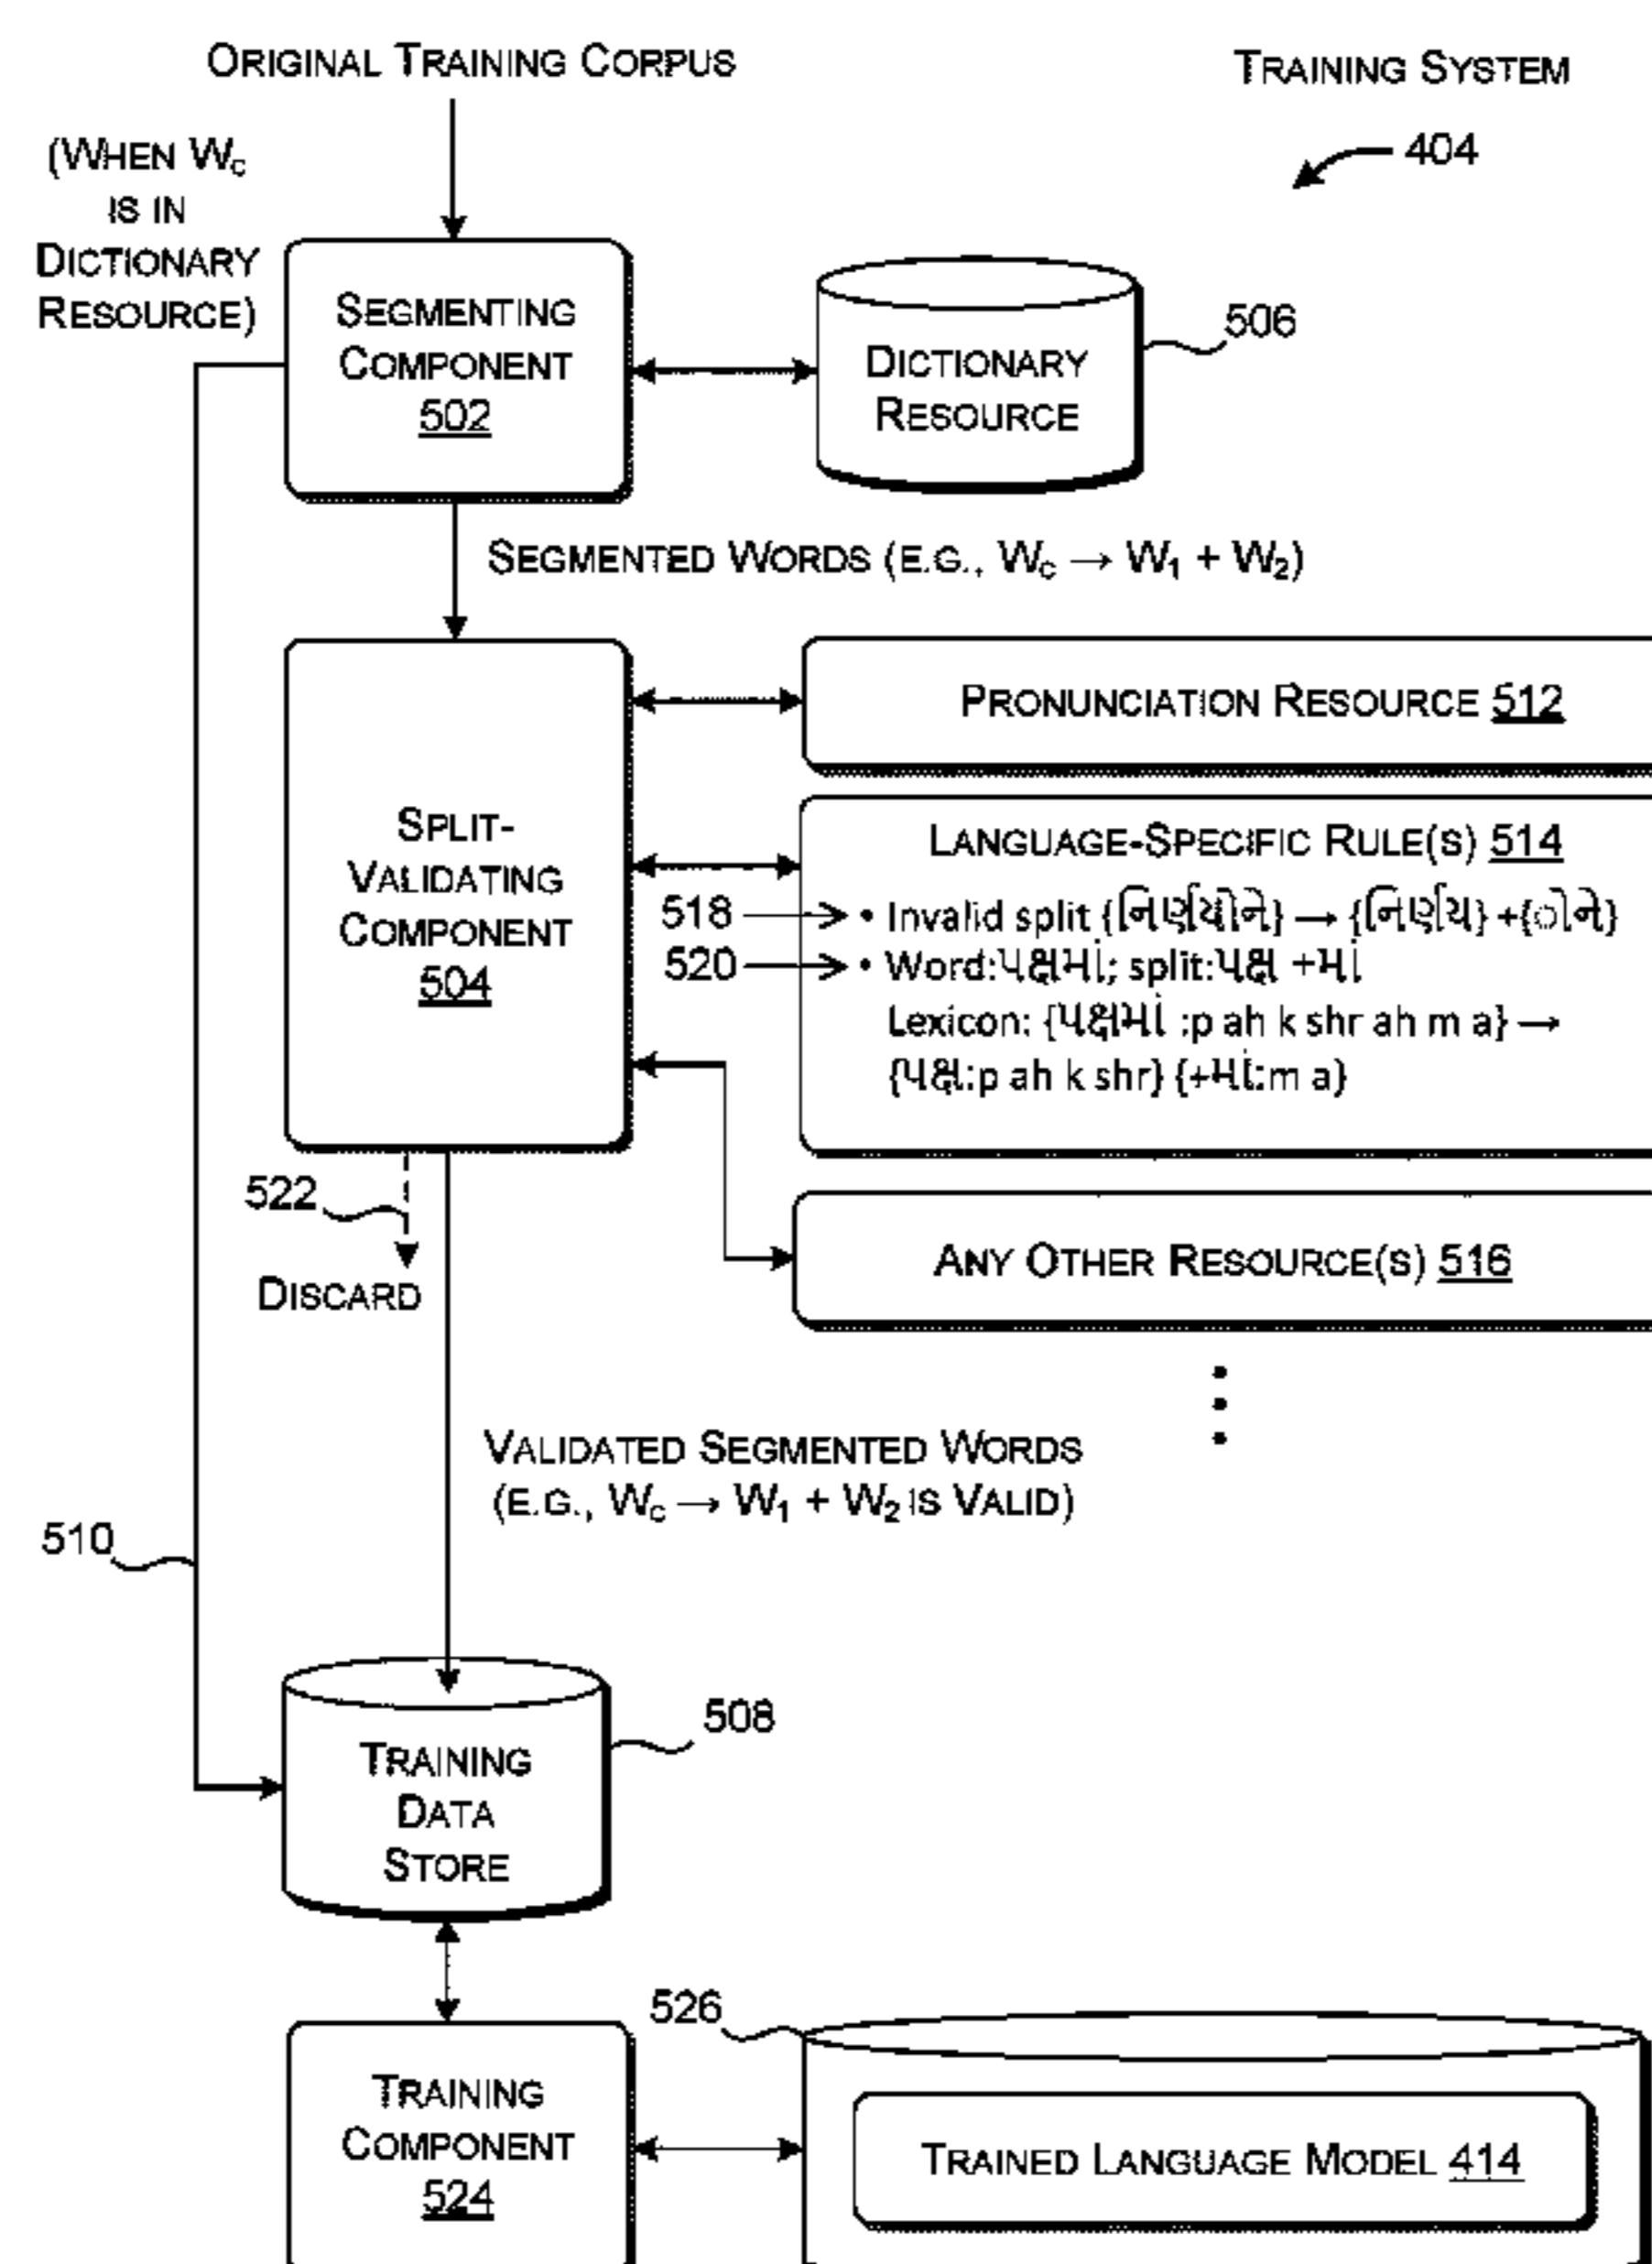 ORIGINAL TRAINING CORPUS
TRAINING SYSTEM
404
(WHEN Wc
IS IN
DICTIONARY
RESOURCE)
SEGMENTING
COMPONENT
502
DICTIONARY
RESOURCE
506
SEGMENTED WORDS (E.G., Wc → W1 + W2)
PRONUNCIATION RESOURCE 512
SPLIT-
VALIDATING
COMPONENT
504
LANGUAGE-SPECIFIC RULE(S) 514
518
• Invalid split {નિર્ણયોને} → {નિર્ણય} +{ોને}
520
• Word:પક્ષમાં; split:પક્ષ +માં
Lexicon: {પક્ષમાં :p ah k shr ah m a} →
{પક્ષ:p ah k shr} {+માં:m a}
522
DISCARD
ANY OTHER RESOURCE(S) 516
VALIDATED SEGMENTED WORDS
(E.G., Wc → W1 + W2 IS VALID)
510
508
TRAINING
DATA
STORE
526
TRAINING
COMPONENT
524
TRAINED LANGUAGE MODEL 414